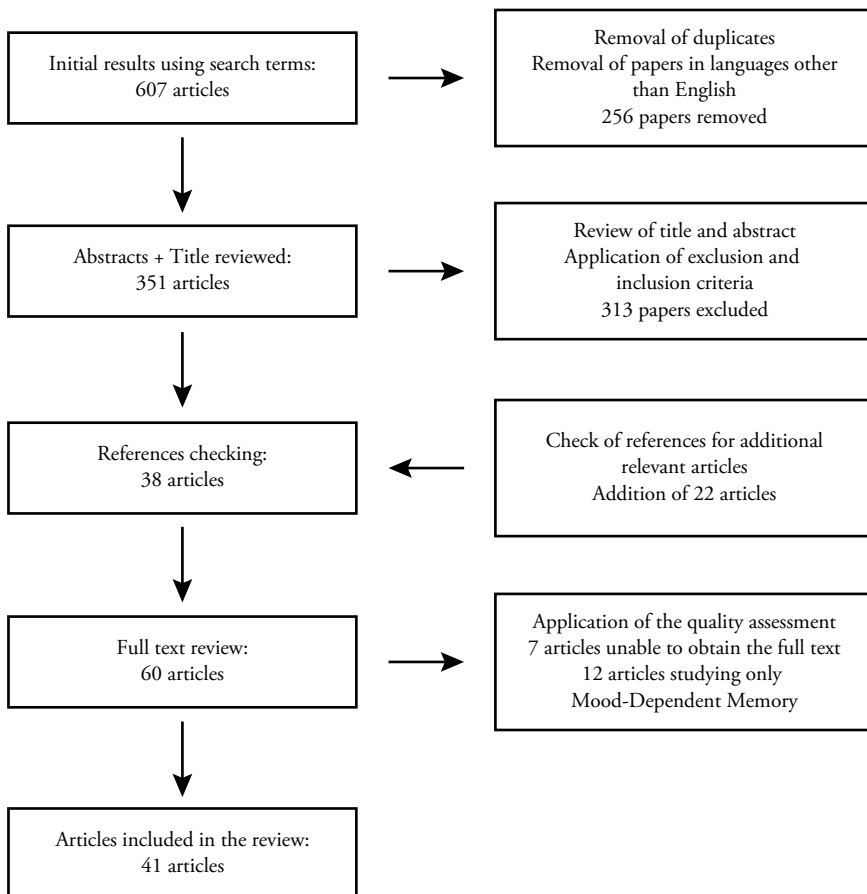 Initial results using search terms:
607 articles
Removal of duplicates
Removal of papers in languages other
than English
256 papers removed
Abstracts + Title reviewed:
351 articles
Review of title and abstract
Application of exclusion and
inclusion criteria
313 papers excluded
References checking:
38 articles
Check of references for additional
relevant articles
Addition of 22 articles
Full text review:
60 articles
Application of the quality assessment
7 articles unable to obtain the full text
12 articles studying only
Mood-Dependent Memory
Articles included in the review:
41 articles